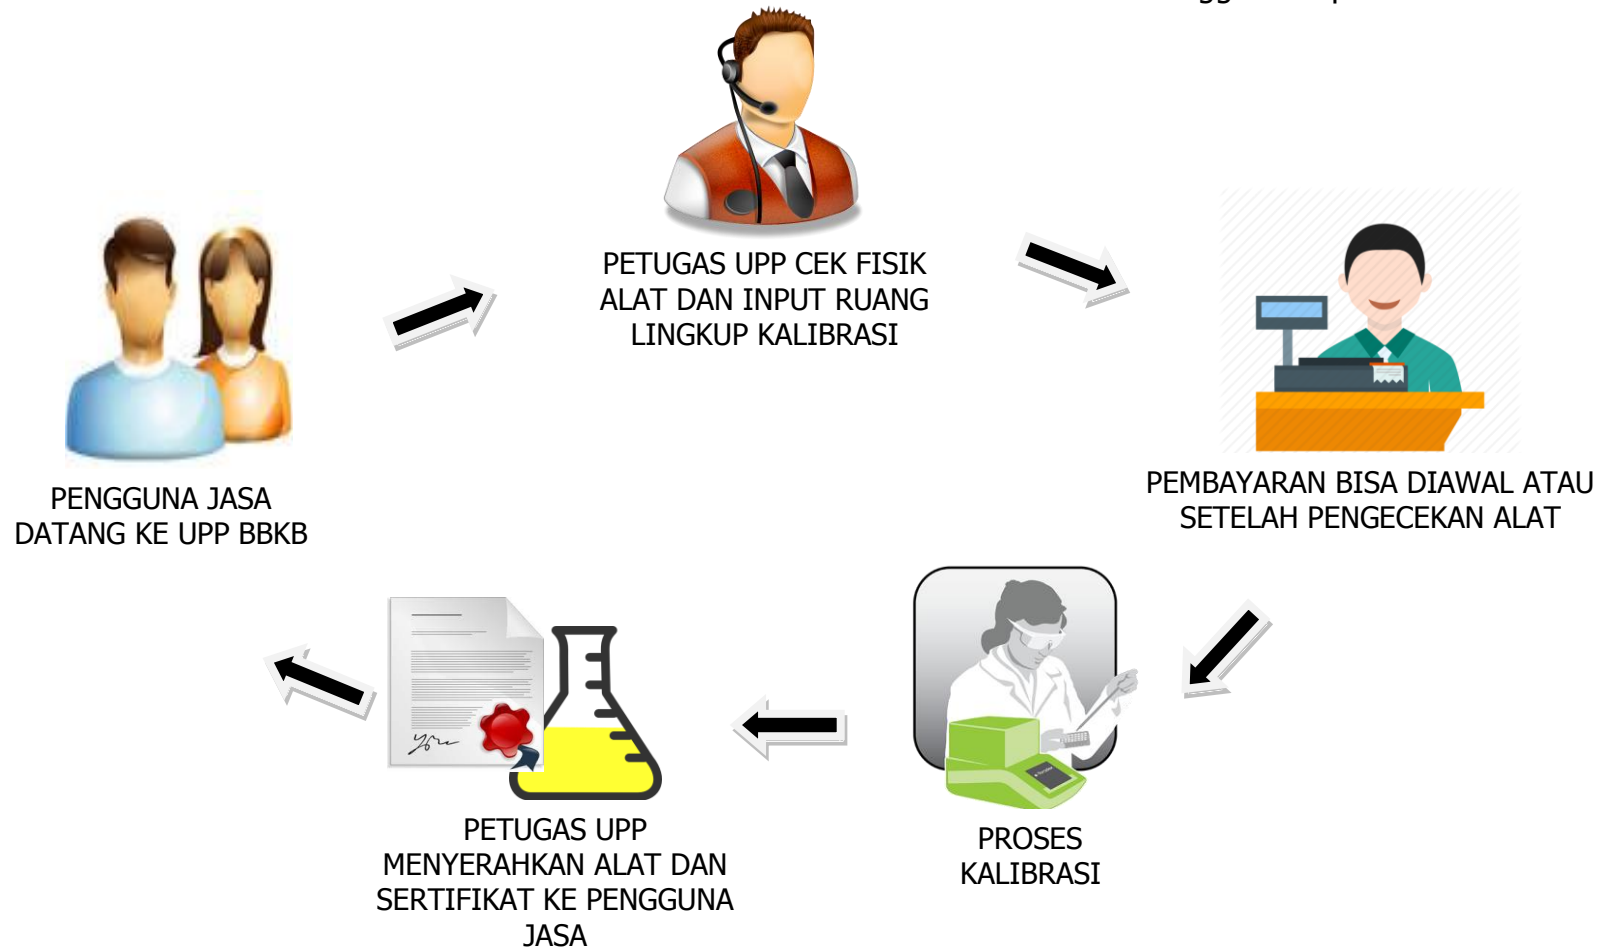 PETUGAS UPP CEK FISIK
ALAT DAN INPUT RUANG
LINGKUP KALIBRASI
PENGGUNA JASA
DATANG KE UPP BBKB
PEMBAYARAN BISA DIAWAL ATAU
SETELAH PENGECEKAN ALAT
PETUGAS UPP
MENYERAHKAN ALAT DAN
SERTIFIKAT KE PENGGUNA
JASA
PROSES
KALIBRASI